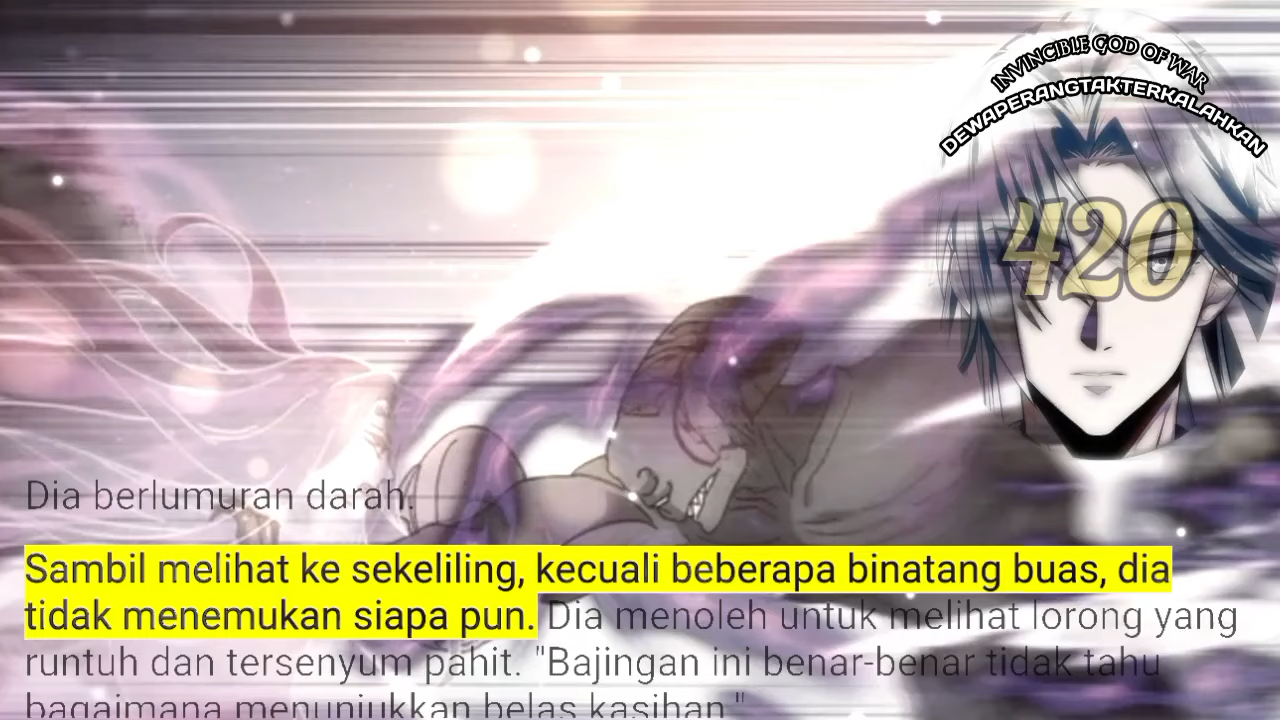 INVINCIBLE GOD OF WAR
DEWAPERANGTAKTERKALAHKAN
420
Dia berlumuran darah.
Sambil melihat ke sekeliling, kecuali beberapa binatang buas, dia
tidak menemukan siapa pun. Dia menoleh untuk melihat lorong yang
runtuh dan tersenyum pahit. "Bajingan ini benar-benar tidak tahu
bagaimana menunjukkan belas kasihan."